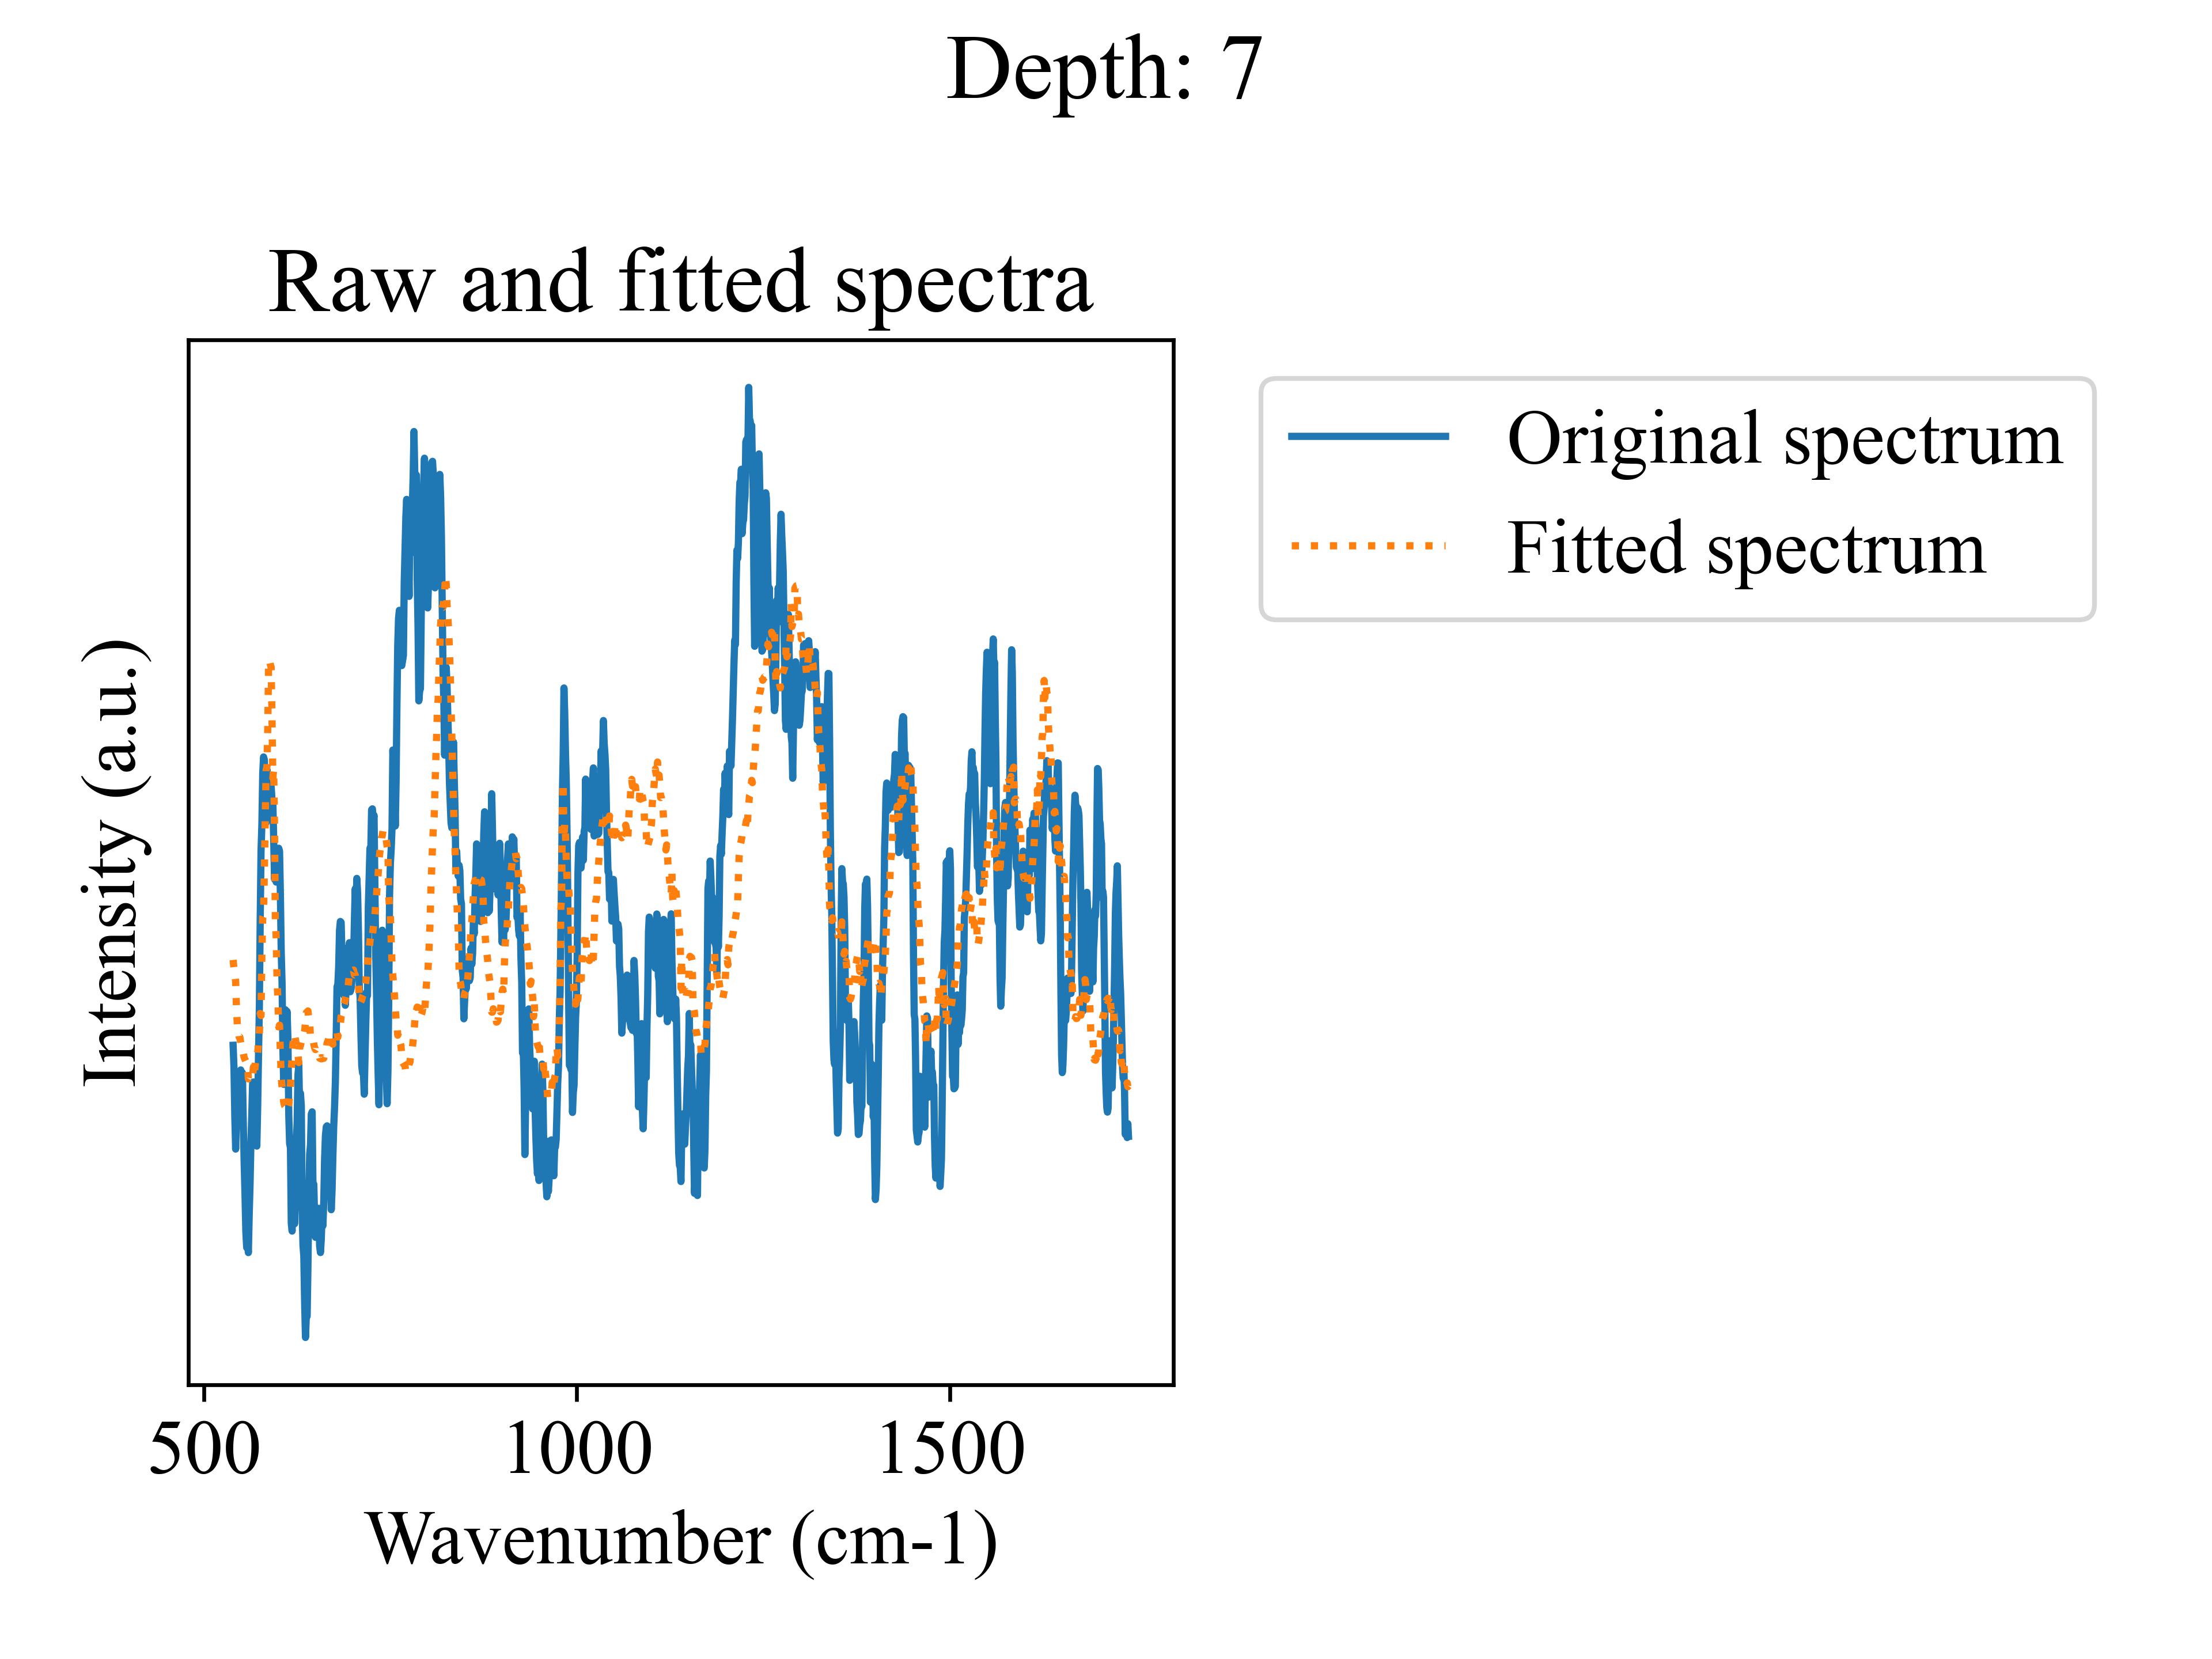 Depth: 7
Raw and fitted spectra
Original spectrum
Fitted spectrum
Intensity (a.u.)
500 1000 1500
Wavenumber (cm-1)